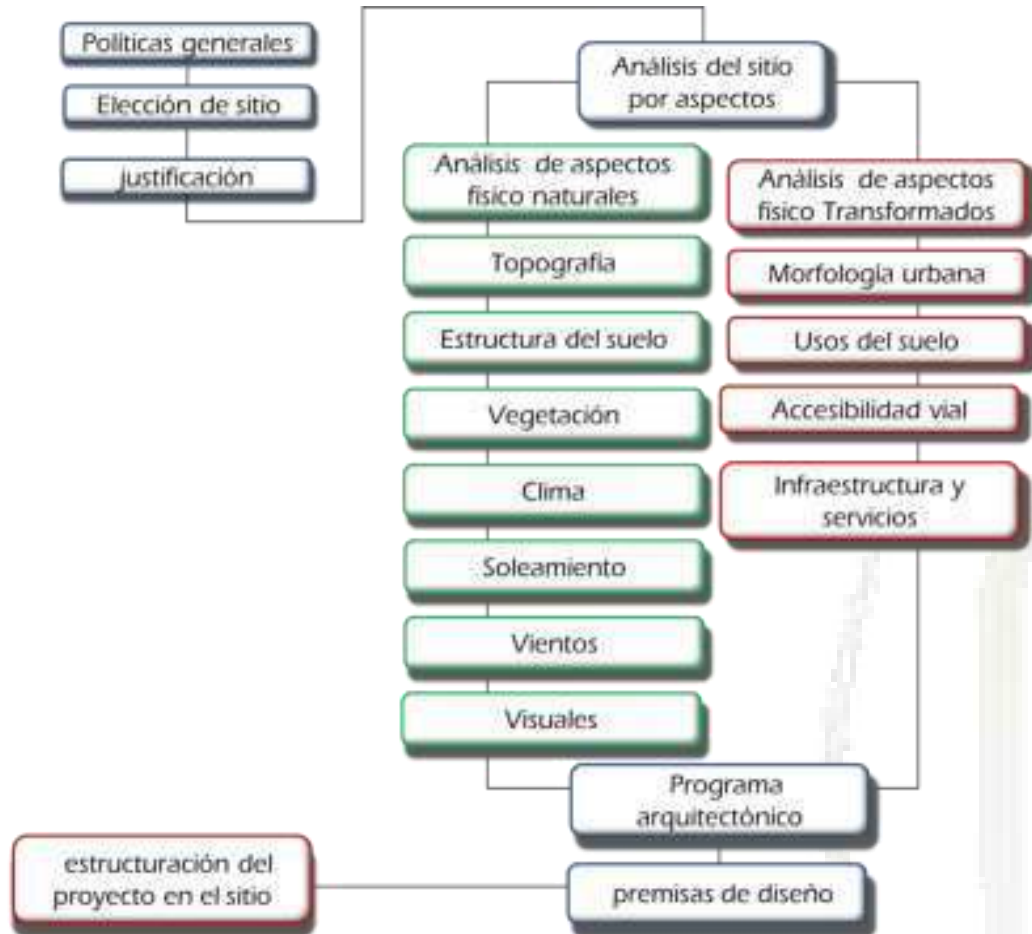 Políticas generales
Elección de sitio
justificación
Análisis del sitio
por aspectos
Análisis de aspectos
físico naturales
Topografía
Estructura del suelo
Vegetación
Clima
Soleamiento
Vientos
Visuales
Análisis de aspectos
físico Transformados
Morfología urbana
Usos del suelo
Accesibilidad vial
Infraestructura y
servicios
Programa
arquitectónico
premisas de diseño
estructuración del
proyecto en el sitio